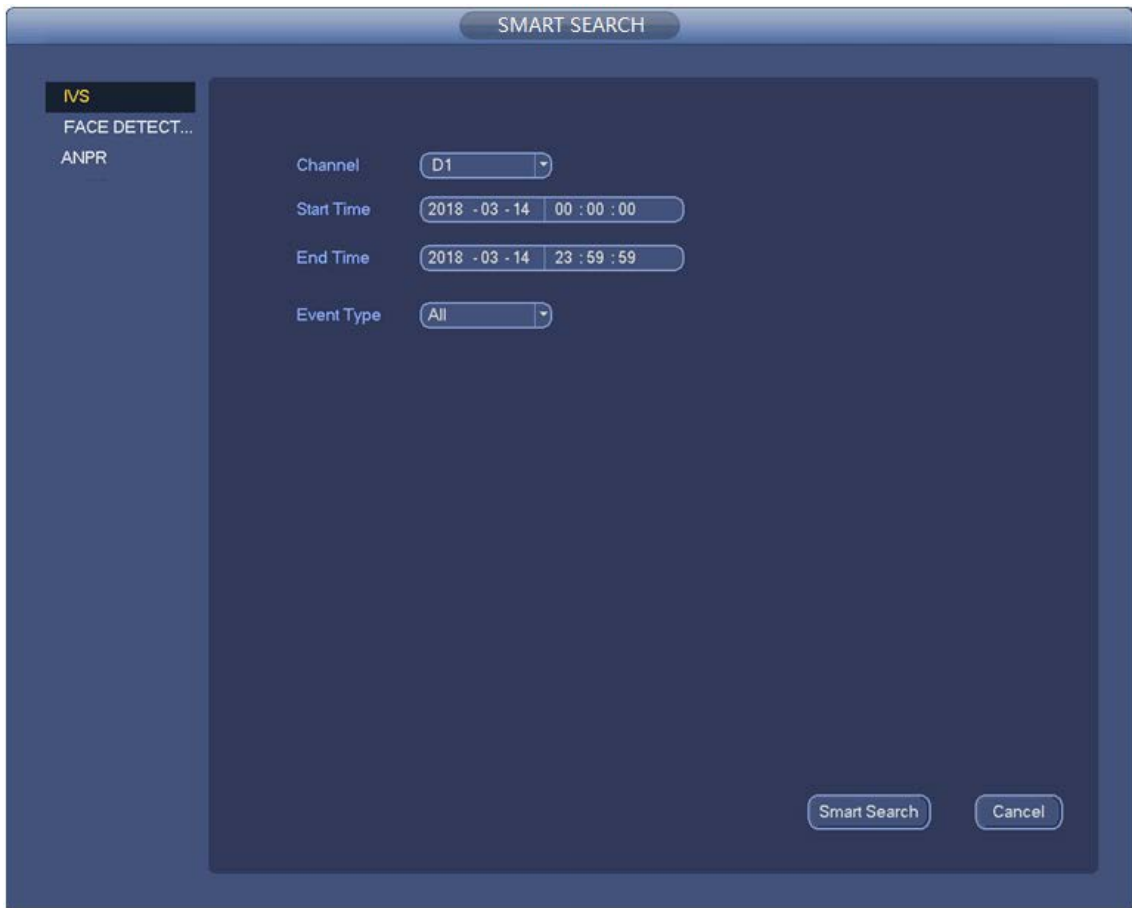 SMART SEARCH
IVS
FACE DETECT...
ANPR
Channel D1
Start Time 2018 - 03 - 14 00 : 00 : 00
End Time 2018 - 03 - 14 23 : 59 : 59
Event Type All
Smart Search Cancel